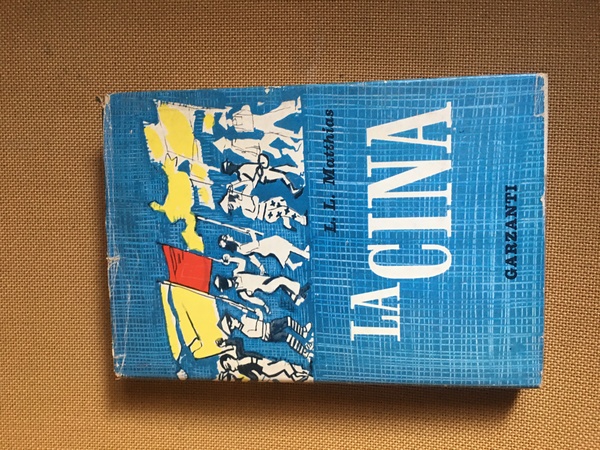 L. L. Matthias
LA
CINA
GARZANTI